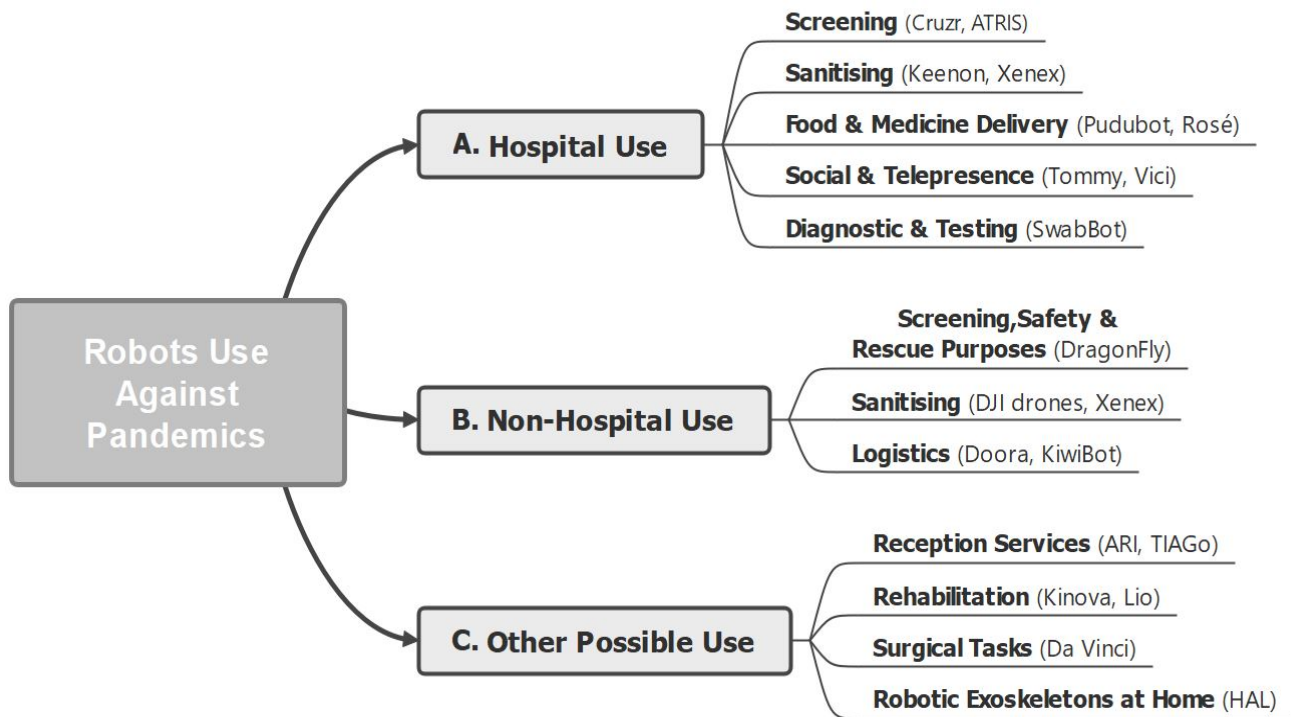 Robots Use
Against
Pandemics
A. Hospital Use
Screening (Cruzr, ATRIS)
Sanitising (Keenon, Xenex)
Food & Medicine Delivery (Pudubot, Rosé)
Social & Telepresence (Tommy, Vici)
Diagnostic & Testing (SwabBot)
B. Non-Hospital Use
Screening,Safety &
Rescue Purposes (DragonFly)
Sanitising (DJI drones, Xenex)
Logistics (Doora, KiwiBot)
C. Other Possible Use
Reception Services (ARI, TIAGo)
Rehabilitation (Kinova, Lio)
Surgical Tasks (Da Vinci)
Robotic Exoskeletons at Home (HAL)